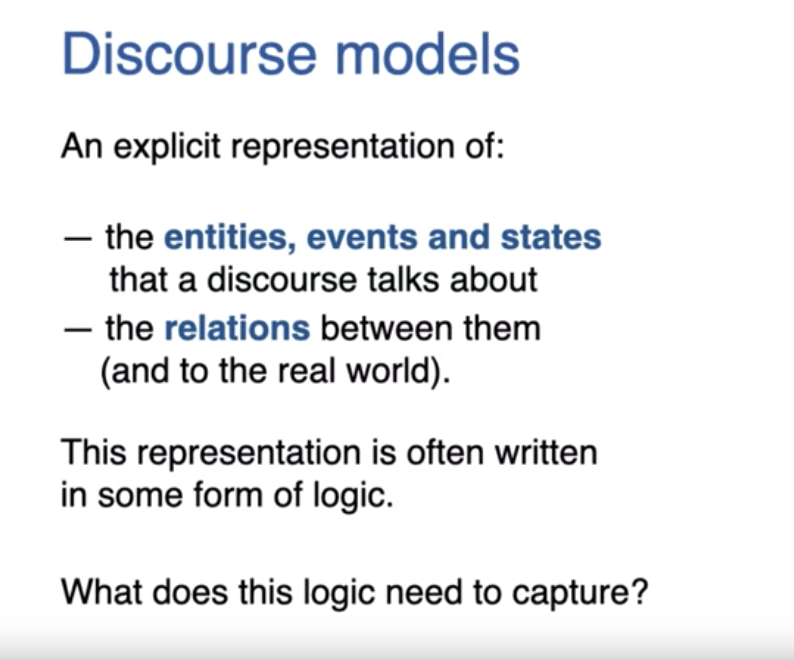 Discourse models
An explicit representation of:
— the entities, events and states
that a discourse talks about
— the relations between them
(and to the real world).
This representation is often written
in some form of logic.
What does this logic need to capture?